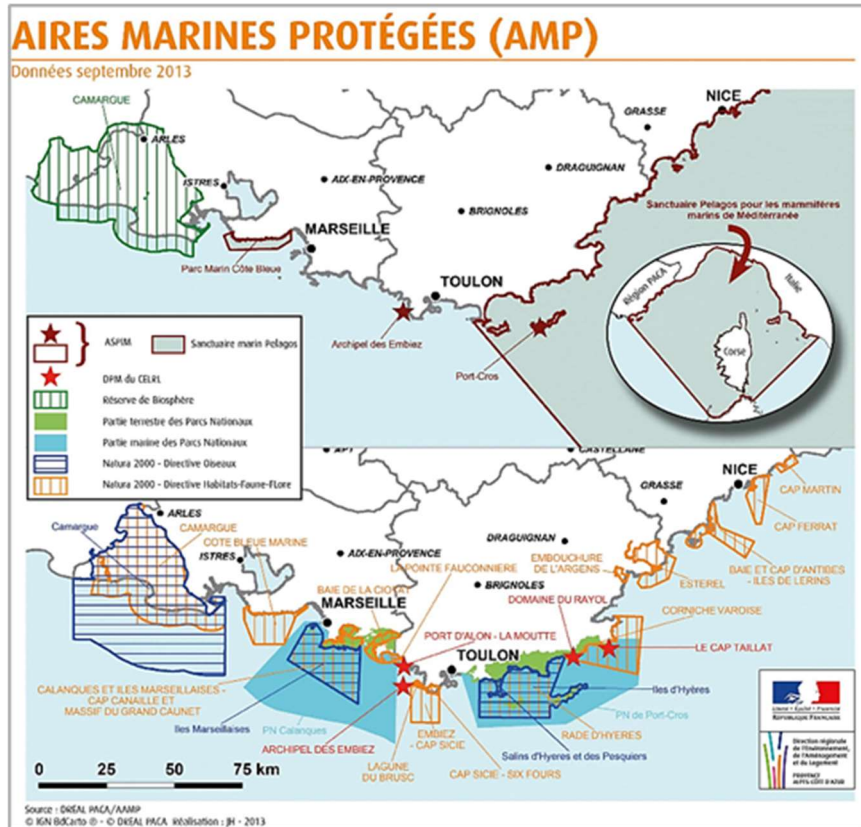 AIRES MARINES PROTÉGÉES (AMP)
Données septembre 2013
CAMARGUE
ARLES
ISTRES
AIX-EN-PROVENCE
MARSEILLE
Parc Marin Côte Bleue
GRASSE
NICE
DRAGUIGNAN
BRIGNOLES
TOULON
Archipel des Embiez
Port-Cros
Sanctuaire Pelagos pour les mammifères
marins de Méditerranée
Région PACA
Italie
Corse
ASPIM
Sanctuaire marin Pelagos
DPM du CELRL
Réserve de Biosphère
Partie terrestre des Parcs Nationaux
Partie marine des Parcs Nationaux
Natura 2000 - Directive Oiseaux
Natura 2000 - Directive Habitats-Faune-FLore
APT
CASTELLANE
ARLES
Camargue
CAMARGUE
COTE BLEUE MARINE
ISTRES
AIX-EN-PROVENCE
LA POINTE FAUCONNIERE
BAIE DE LA CIOTAT
MARSEILLE
PORT D'ALON - LA MOUTTE
GRASSE
NICE
CAP MARTIN
CAP FERRAT
DRAGUIGNAN
EMBOUCHURE
DE L'ARGENS
BRIGNOLES
ESTEREL
BAIE ET CAP D'ANTIBES
- ILES DE LERINS
DOMAINE DU RAYOL
CORNICHE VAROISE
LE CAP TAILLAT
TOULON
CALANQUES ET ILES MARSEILLAISES -
CAP CANAILLE ET
MASSIF DU GRAND CAUNET
Iles Marseillaises
PN Calanques
ARCHIPEL DES EMBIEZ
LAGUNE
DU BRUSC
EMBIEZ
- CAP SICIE
CAP SICIE - SIX FOURS
Iles d'Hyères
PN de Port-Cros
RADE D'HYERES
Salins d'Hyeres et des Pesquiers
0 25 50 75 km
Liberté • Égalité • Fraternité
RÉPUBLIQUE FRANÇAISE
Direction régionale
de l'Environnement,
de l'Aménagement
et du Logement
PROVENCE
ALPES-CÔTE D'AZUR
Source : DREAL PACA/AAMP
© IGN BdCarto ® - © DREAL PACA Réalisation : JH - 2013